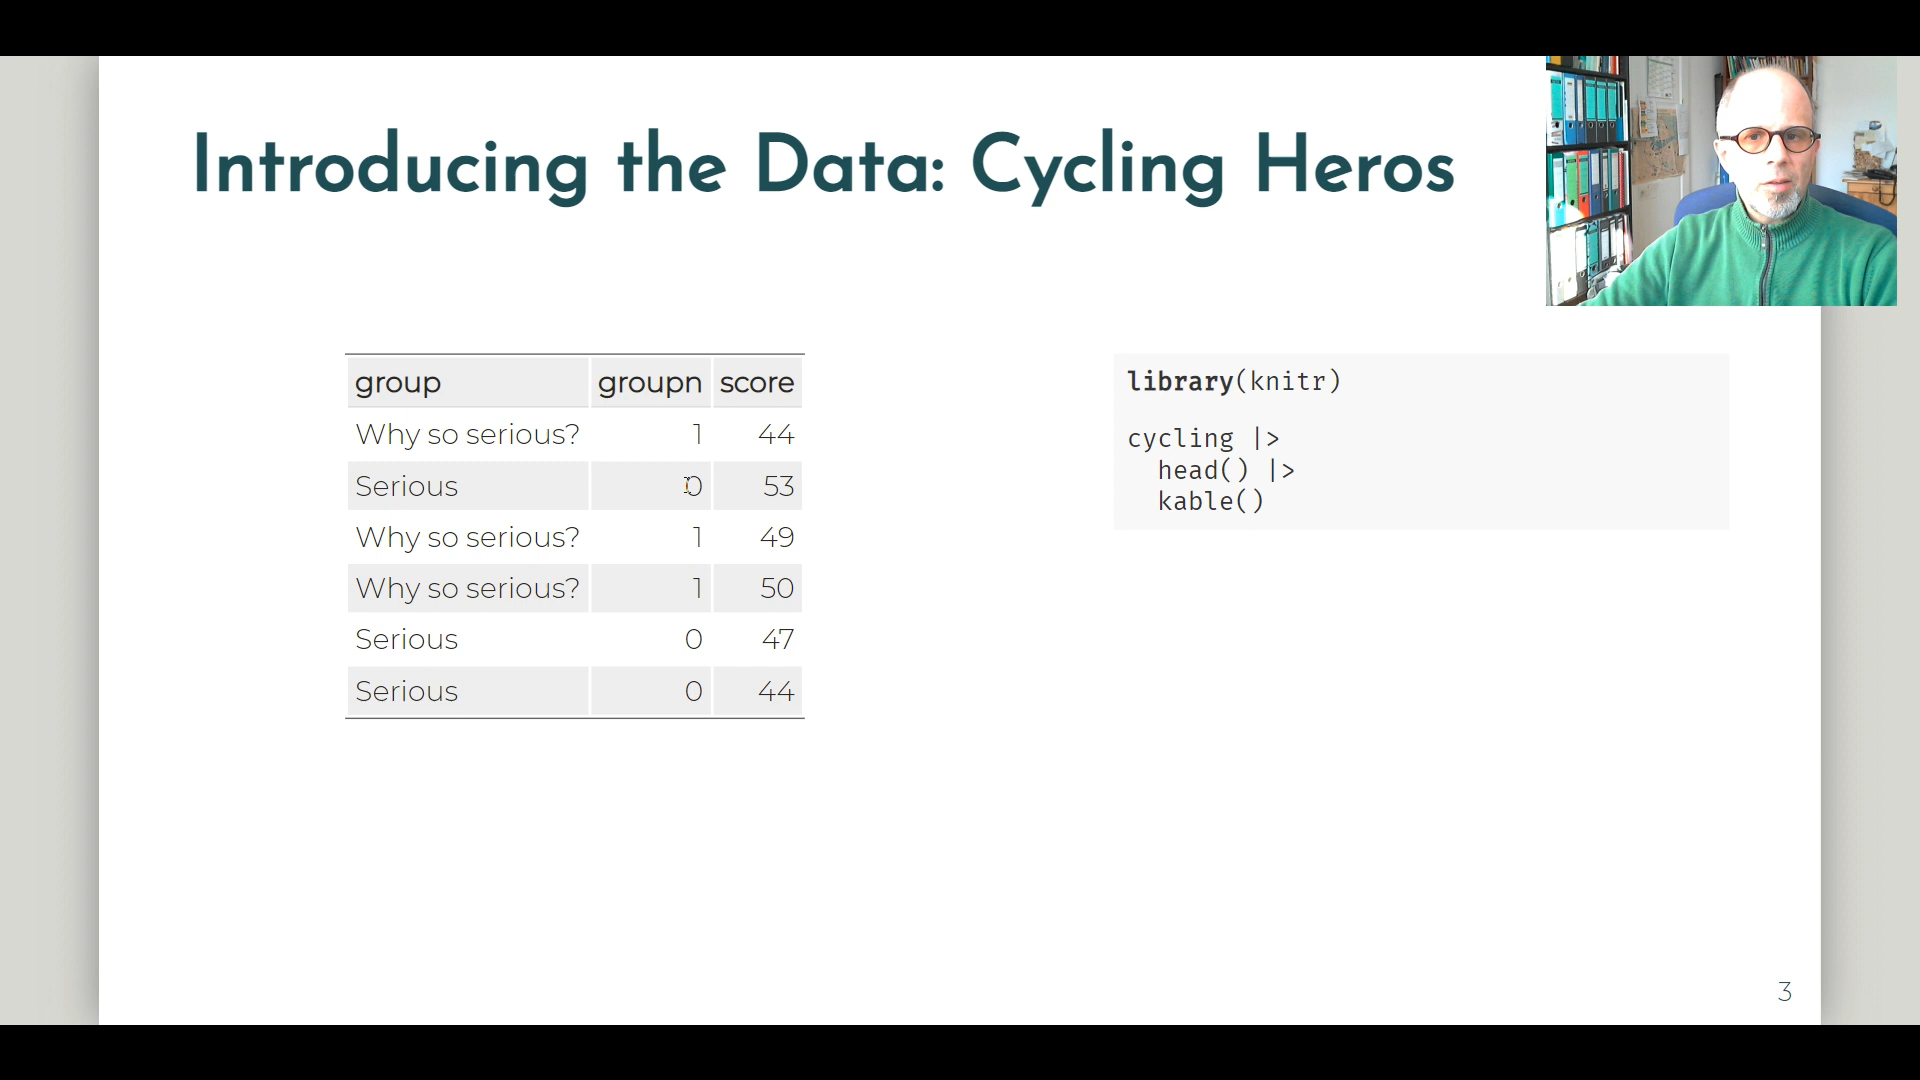 Introducing the Data: Cycling Heros
group groupn score
Why so serious? 1 44
Serious 0 53
Why so serious? 1 49
Why so serious? 1 50
Serious 0 47
Serious 0 44
library(knitr)
cycling |>
head() |>
kable()
3